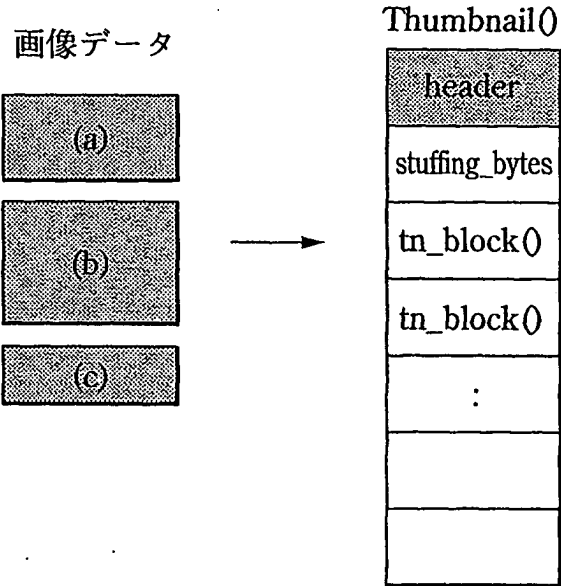 画像データ
(a)
(b)
(c)
Thumbnail()
header
stuffing_bytes
tn_block()
tn_block()
: